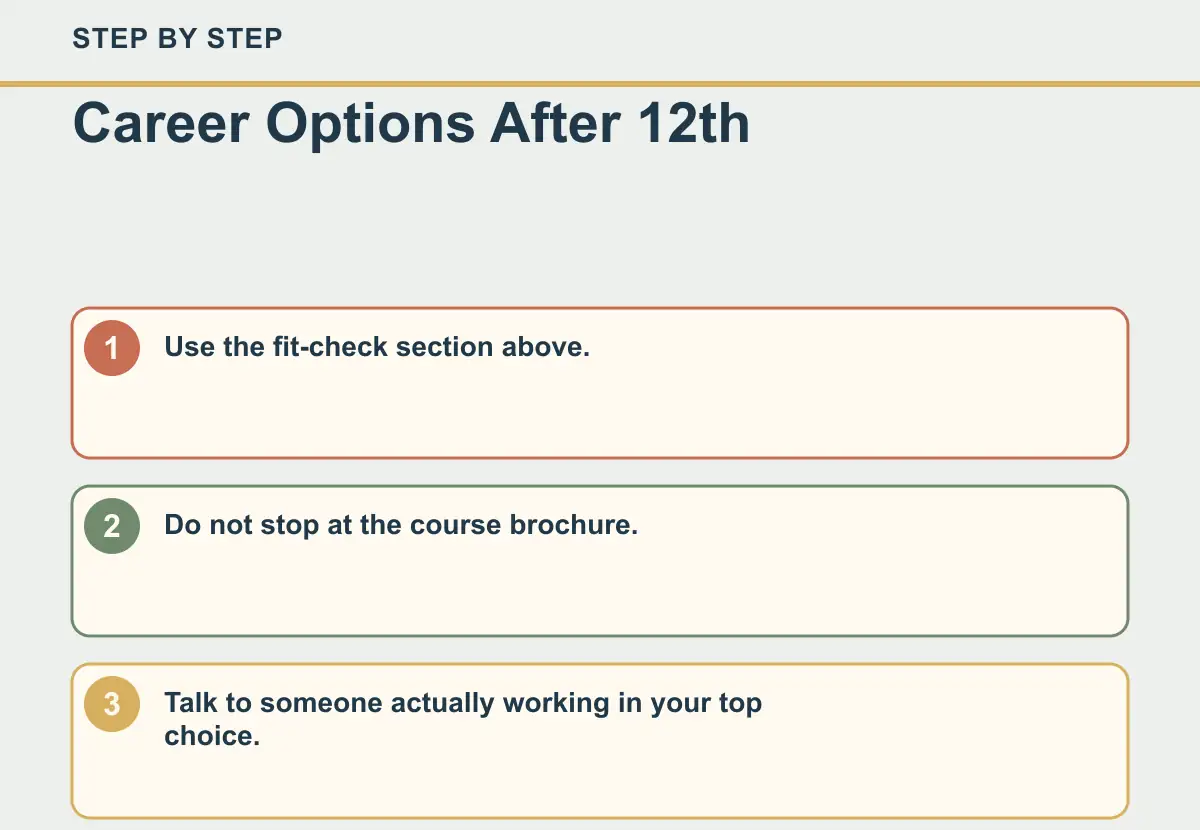 STEP BY STEP
Career Options After 12th
1
Use the fit-check section above.
2
Do not stop at the course brochure.
3
Talk to someone actually working in your top
choice.